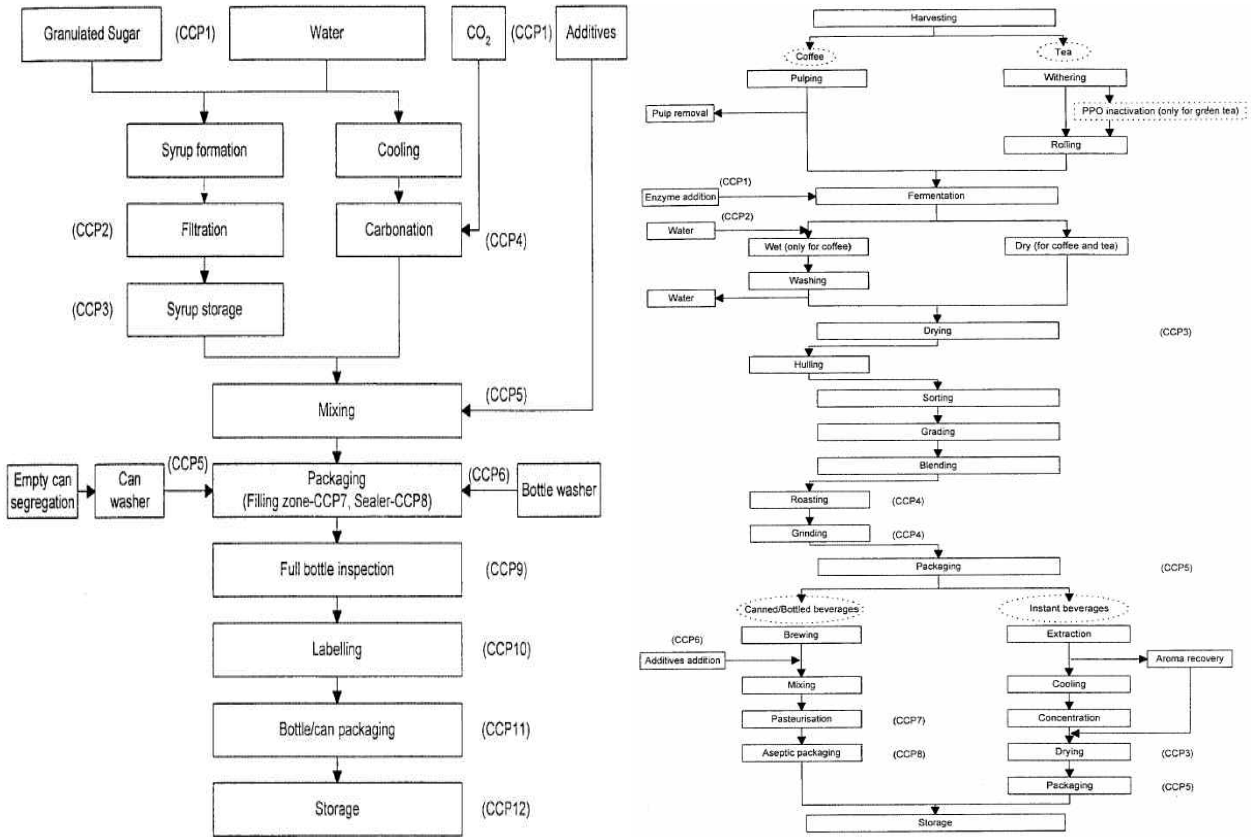 Granulated Sugar
(CCP1)
Water
CO2
(CCP1)
Additives
Syrup formation
Cooling
(CCP2)
Filtration
Carbonation
(CCP4)
(CCP3)
Syrup storage
Mixing
(CCP5)
Empty can
segregation
Can
washer
(CCP5)
Packaging
(Filling zone-CCP7, Sealer-CCP8)
(CCP6)
Bottle washer
Full bottle inspection
(CCP9)
Labelling
(CCP10)
Bottle/can packaging
(CCP11)
Storage
(CCP12)
Harvesting
Coffee
Tea
Pulping
Withering
Pulp removal
PPO inactivation (only for green tea)
Rolling
Enzyme addition
(CCP1)
Fermentation
Water
(CCP2)
Wet (only for coffee)
Dry (for coffee and tea)
Washing
Water
Drying
(CCP3)
Hulling
Sorting
Grading
Blending
Roasting
(CCP4)
Grinding
(CCP4)
Packaging
(CCP5)
Canned/Bottled beverages
Instant beverages
(CCP6)
Brewing
Extraction
Additives addition
Aroma recovery
Mixing
Cooling
Pasteurisation
(CCP7)
Concentration
Aseptic packaging
(CCP8)
Drying
(CCP3)
Packaging
(CCP5)
Storage